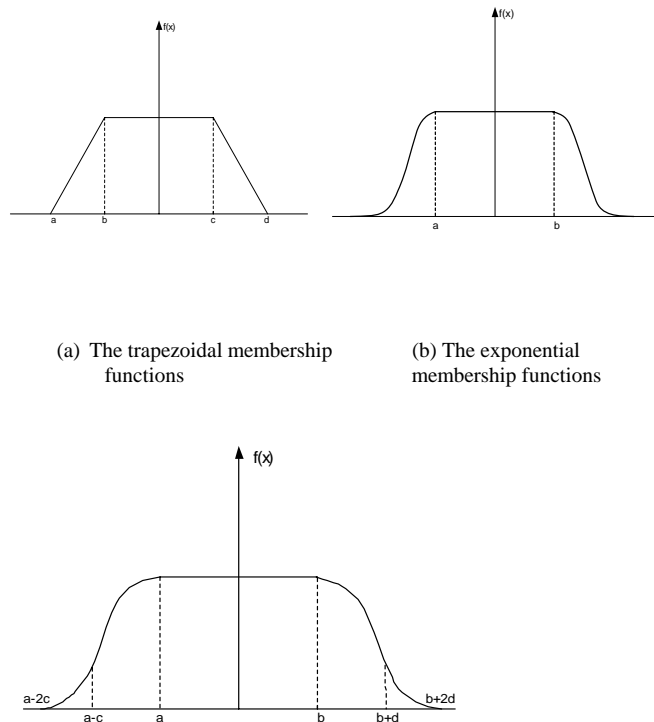 f(x)
a b c d
f(x)
a b
(a) The trapezoidal membership
functions
(b) The exponential
membership functions
f(x)
a-2c b+2d
a-c a b b+d